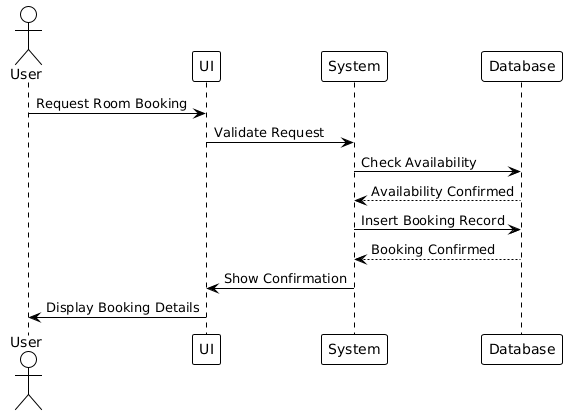 User
UI
System
Database
Request Room Booking
Validate Request
Check Availability
Availability Confirmed
Insert Booking Record
Booking Confirmed
Show Confirmation
Display Booking Details
User
UI
System
Database